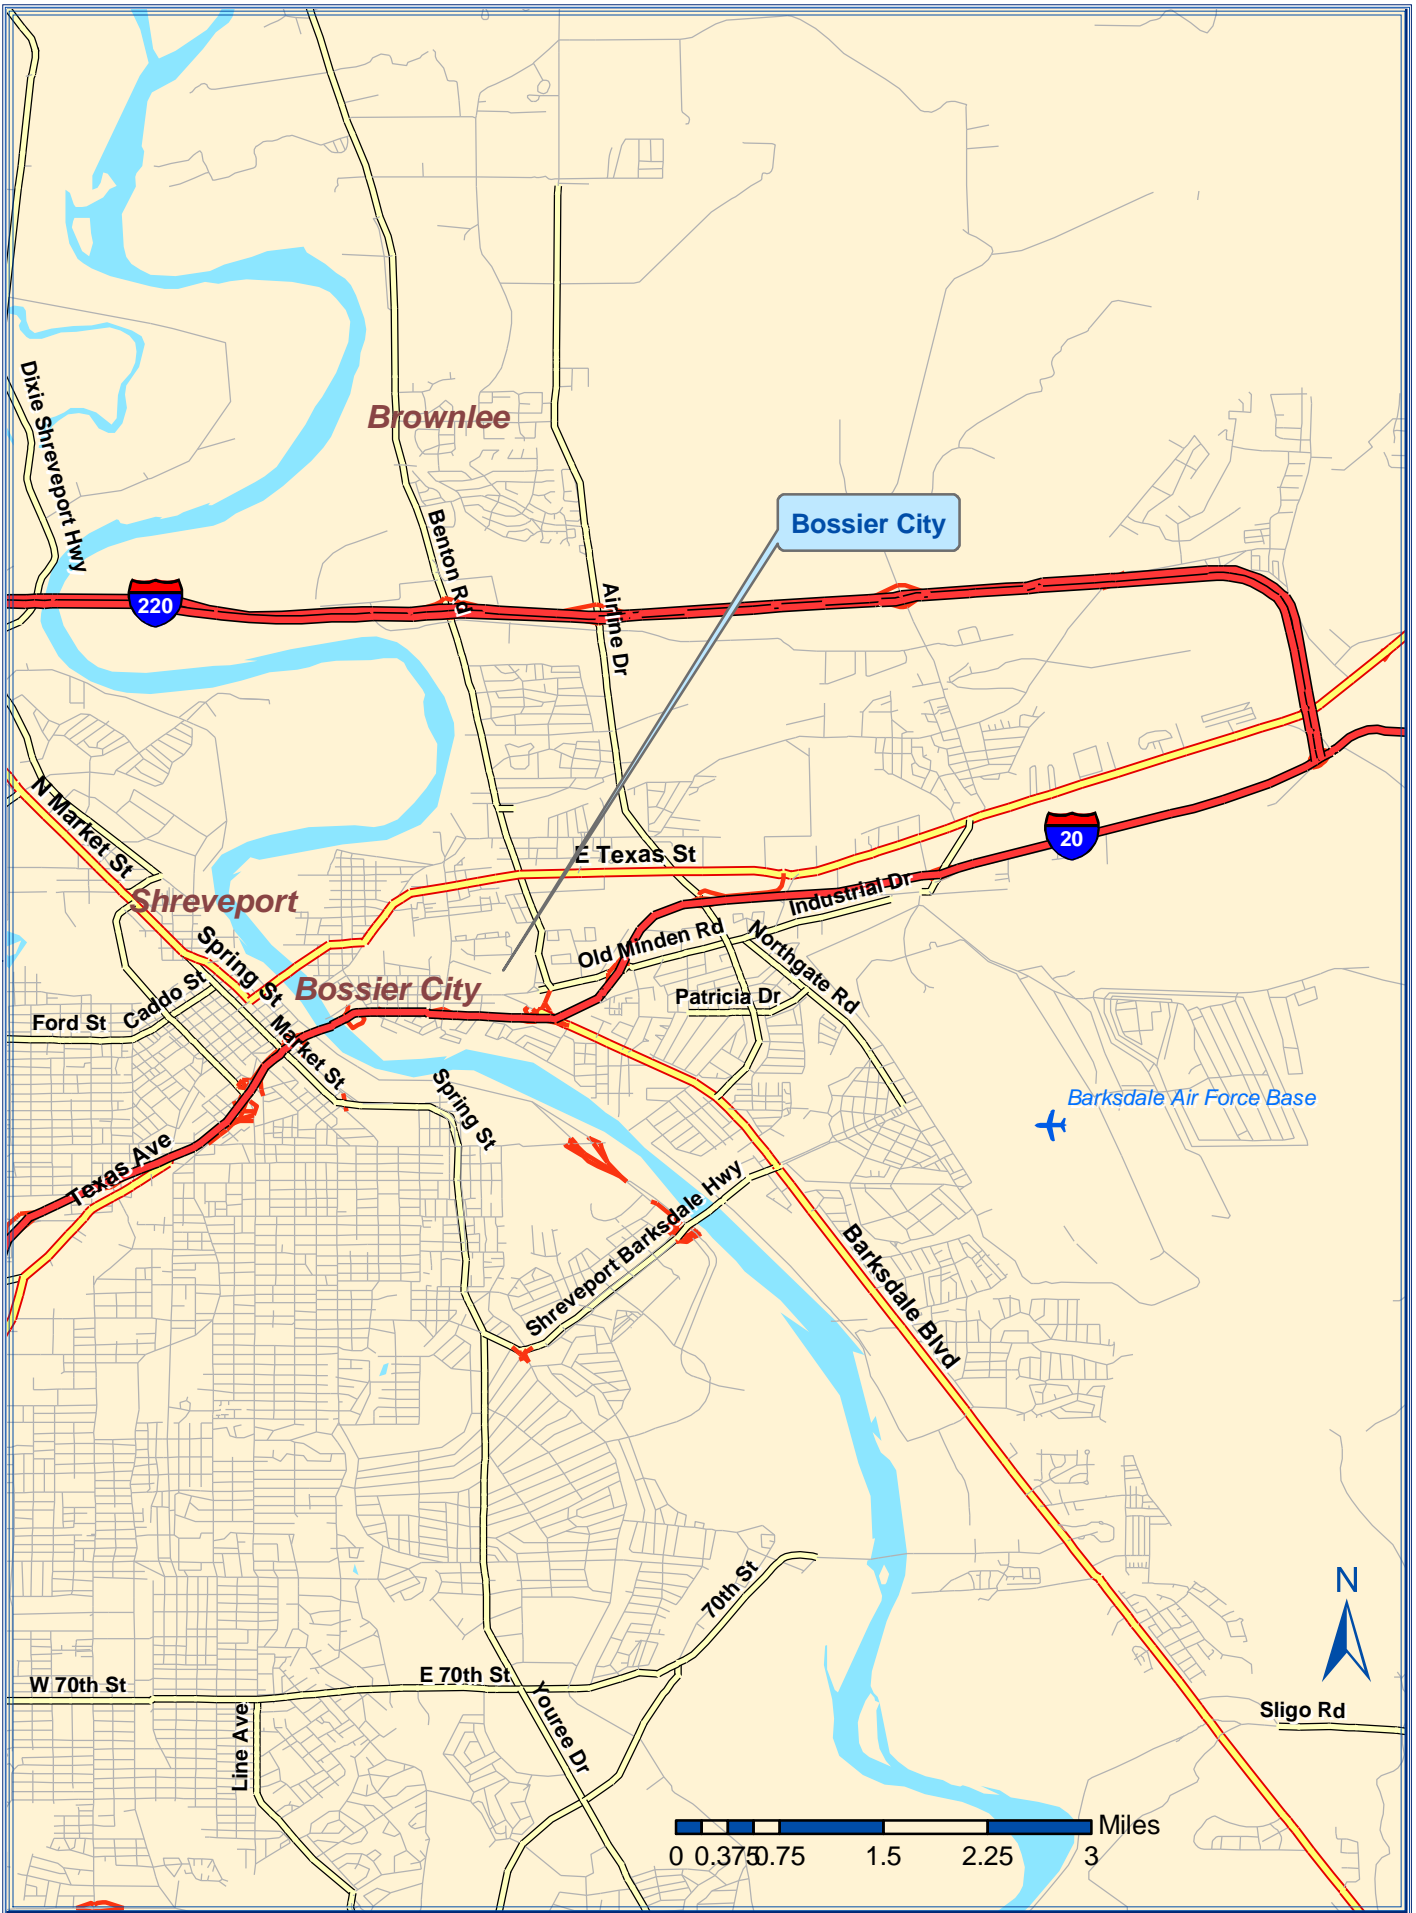 Dixie Shreveport Hwy
Brownlee
Benton Rd
Bossier City
Airline Dr
220
N Market St
E Texas St
20
Industrial Dr
Shreveport
Spring St
Old Minden Rd
Northgate Rd
Caddo St
Bossier City
Patricia Dr
Ford St
Market St
Spring St
Barksdale Air Force Base
Texas Ave
Shreveport Barksdale Hwy
Barksdale Blvd
70th St
N
W 70th St
E 70th St
Youree Dr
Line Ave
Sligo Rd
Miles
0 0.375 0.75 1.5 2.25 3